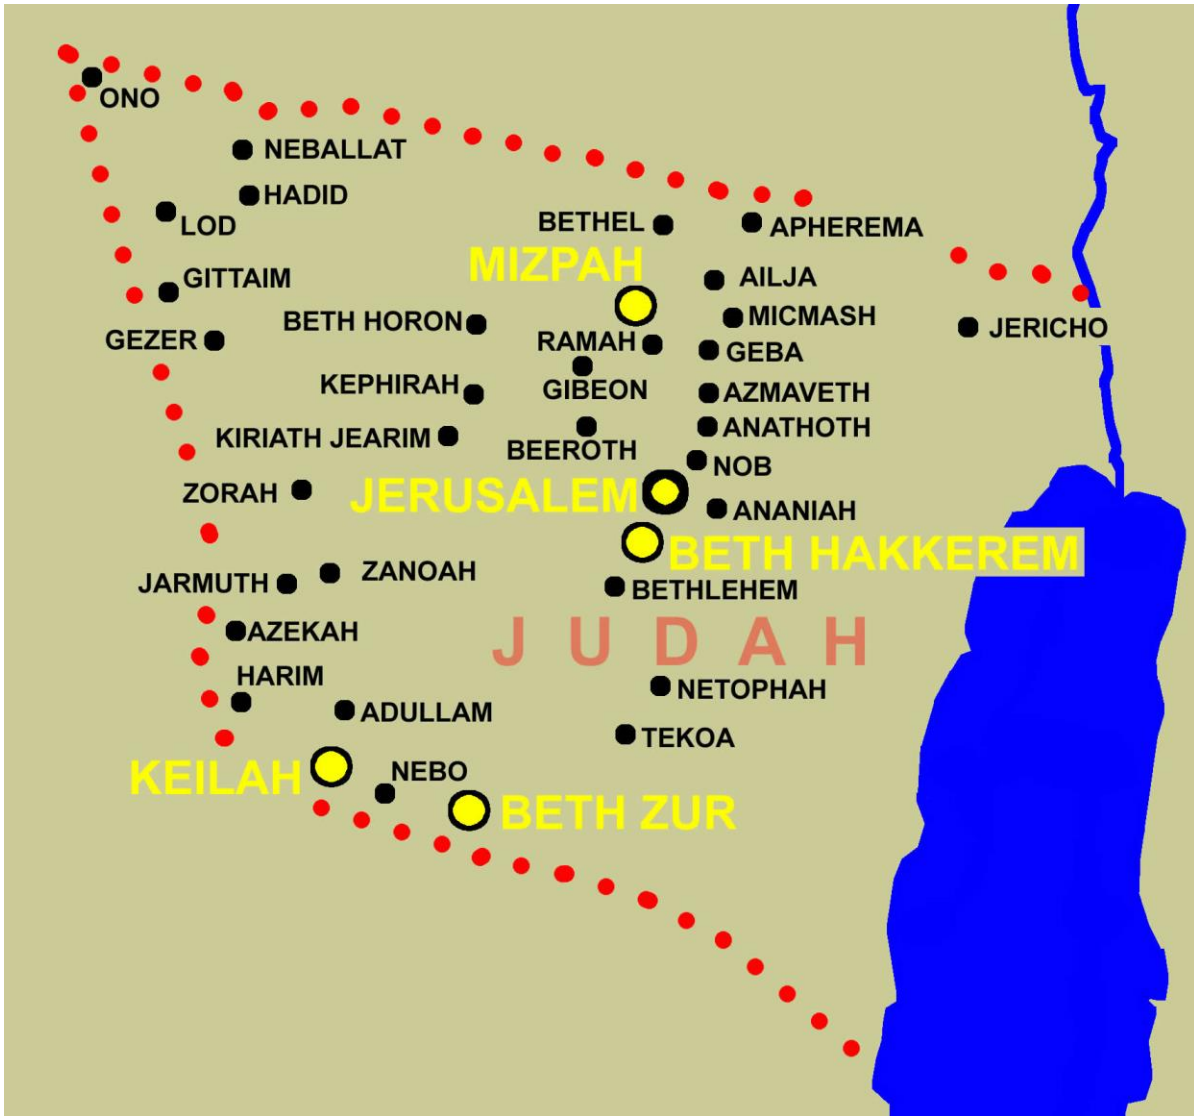 ONO
NEBALLAT
HADID
LOD
BETHEL
APHEREMA
MIZPAH
GITTAIM
AILJA
BETH HORON
MICMASH
JERICHO
GEZER
RAMAH
GEBA
KEPHIRAH
GIBEON
AZMAVETH
KIRIATH JEARIM
ANATHOTH
BEEROTH
NOB
ZORAH
JERUSALEM
ANANIAH
BETH HAKKEREM
ZANOAH
JARMUTH
BETHLEHEM
AZEKAH
JUDAH
HARIM
NETOPHAH
ADULLAM
TEKOA
KEILAH
NEBO
BETH ZUR